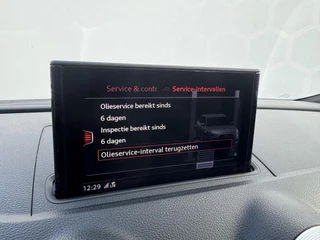 Service & contr. Service-intervallen
Olieservice bereikt sinds
6 dagen
Inspectie bereikt sinds
6 dagen
Olieservice-interval terugzetten
12:29